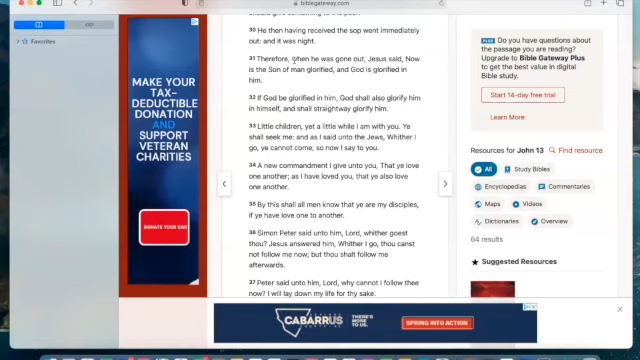 biblegateway.com
Favorites
30 He then having received the sop went immediately
out: and it was night.
31 Therefore, when he was gone out, Jesus said, Now
is the Son of man glorified, and God is glorified in
him.
32 If God be glorified in him, God shall also glorify him
in himself, and shall straightway glorify him.
33 Little children, yet a little while I am with you. Ye
shall seek me: and as I said unto the Jews, Whither I
go, ye cannot come; so now I say to you.
34 A new commandment I give unto you, That ye love
one another; as I have loved you, that ye also love
one another.
35 By this shall all men know that ye are my disciples,
if ye have love one to another.
36 Simon Peter said unto him, Lord, whither goest
thou? Jesus answered him, Whither I go, thou canst
not follow me now; but thou shalt follow me
afterwards.
37 Peter said unto him, Lord, why cannot I follow thee
now? I will lay down my life for thy sake.
MAKE YOUR
TAX-
DEDUCTIBLE
DONATION
AND
SUPPORT
VETERAN
CHARITIES
DONATE YOUR CAR
PLUS Do you have questions about
the passage you are reading?
Upgrade to Bible Gateway Plus
to get the best value in digital
Bible study.
Start 14-day free trial
Learn More
Resources for John 13
Find resource
All
Study Bibles
Encyclopedias
Commentaries
Maps
Videos
Dictionaries
Overview
64 results
Suggested Resources
CABARRUS
THERE'S
MORE
TO US.
SPRING INTO ACTION